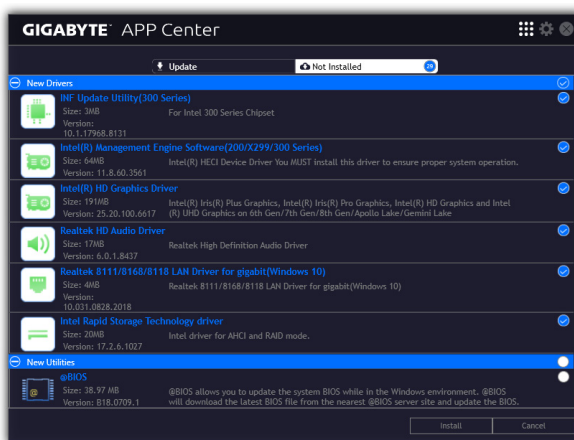 GIGABYTE™ APP Center
Update
Not Installed 29
New Drivers
INF Update Utility(300 Series)
Size: 3MB For Intel 300 Series Chipset
Version:
10.1.17968.8131
Intel(R) Management Engine Software(200/X299/300 Series)
Size: 64MB Intel(R) HECI Device Driver You MUST install this driver to ensure proper system operation.
Version: 11.8.60.3561
Intel(R) HD Graphics Driver
Size: 191MB Intel(R) Iris(R) Plus Graphics, Intel(R) Iris(R) Pro Graphics, Intel(R) HD Graphics and Intel
Version: 25.20.100.6617 (R) UHD Graphics on 6th Gen/7th Gen/8th Gen/Apollo Lake/Gemini Lake
Realtek HD Audio Driver
Size: 17MB Realtek High Definition Audio Driver
Version: 6.0.1.8437
Realtek 8111/8168/8118 LAN Driver for gigabit(Windows 10)
Size: 4MB Realtek 8111/8168/8118 LAN Driver for gigabit(Windows 10)
Version:
10.031.0828.2018
Intel Rapid Storage Technology driver
Size: 20MB Intel driver for AHCI and RAID mode.
Version: 17.2.6.1027
New Utilities
@BIOS
Size: 38.97 MB @BIOS allows you to update the system BIOS while in the Windows environment. @BIOS
Version: B18.0709.1 will download the latest BIOS file from the nearest @BIOS server site and update the BIOS.
Install Cancel